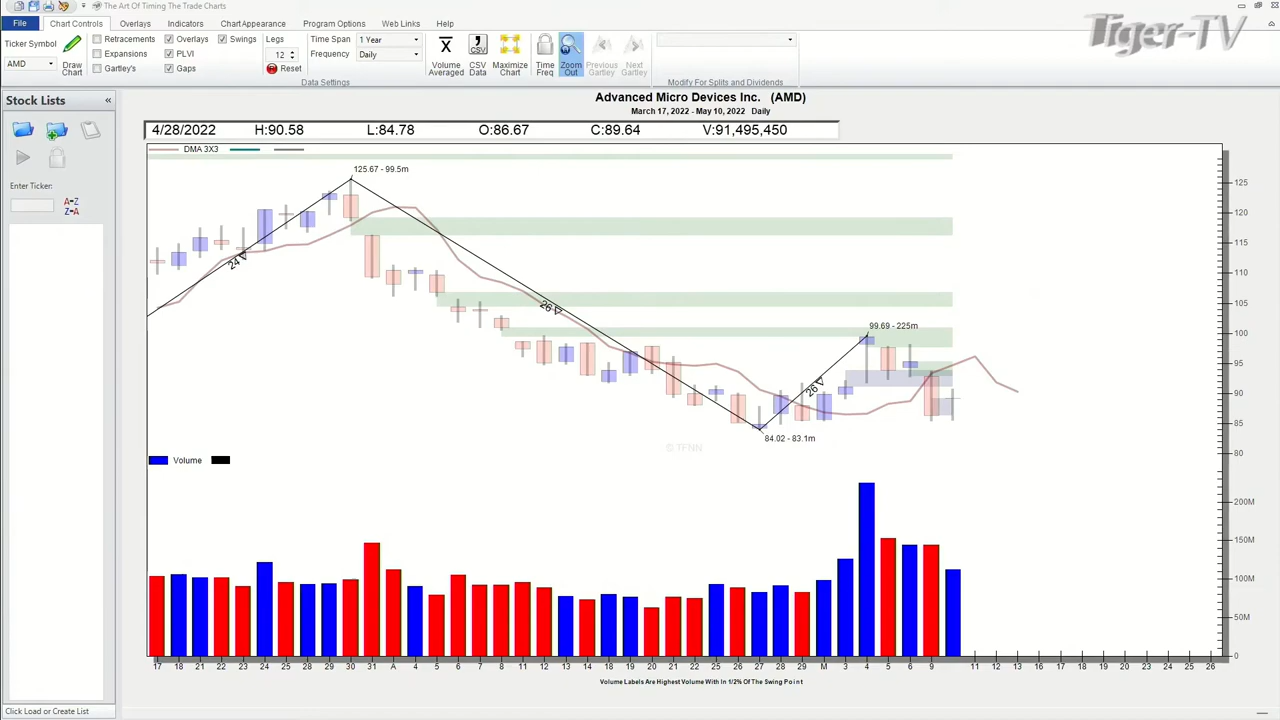 The Art Of Timing The Trade Charts
Tiger-TV
File Chart Controls Overlays Indicators Chart Appearance Program Options Web Links Help
Ticker Symbol
AMD
Draw Chart
Retracements Overlays Swings
Expansions PLVI
Gartley's Gaps
Legs
12
Reset
Time Span 1 Year
Frequency Daily
Data Settings
Volume Averaged
CSV
CSV Data
Maximize Chart
Time Freq
Zoom Out
Previous Gartley
Next Gartley
Modify For Splits and Dividends
Stock Lists «
Enter Ticker:
A-Z
Z-A
Click Load or Create List
Advanced Micro Devices Inc. (AMD)
March 17, 2022 - May 10, 2022 Daily
4/28/2022 H:90.58 L:84.78 O:86.67 C:89.64 V:91,495,450
DMA 3X3
125.67 - 99.5m
24 V
26 V
99.69 - 225m
26 V
84.02 - 83.1m
© TFNN
125
120
115
110
105
100
95
90
85
80
Volume
200M
150M
100M
50M
0
17 18 21 22 23 24 25 28 29 30 31 A 4 5 6 7 8 11 12 13 14 18 19 20 21 22 25 26 27 28 29 M 3 4 5 6 9 11 12 13 16 17 18 19 20 23 24 25 26
Volume Labels Are Highest Volume With In 1/2% Of The Swing Point